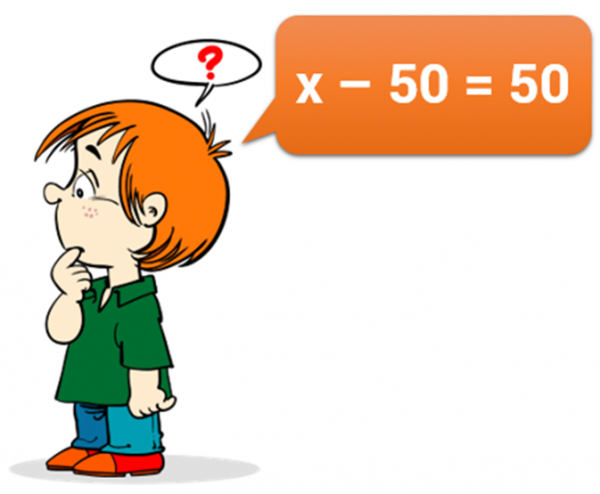 ?
x – 50 = 50